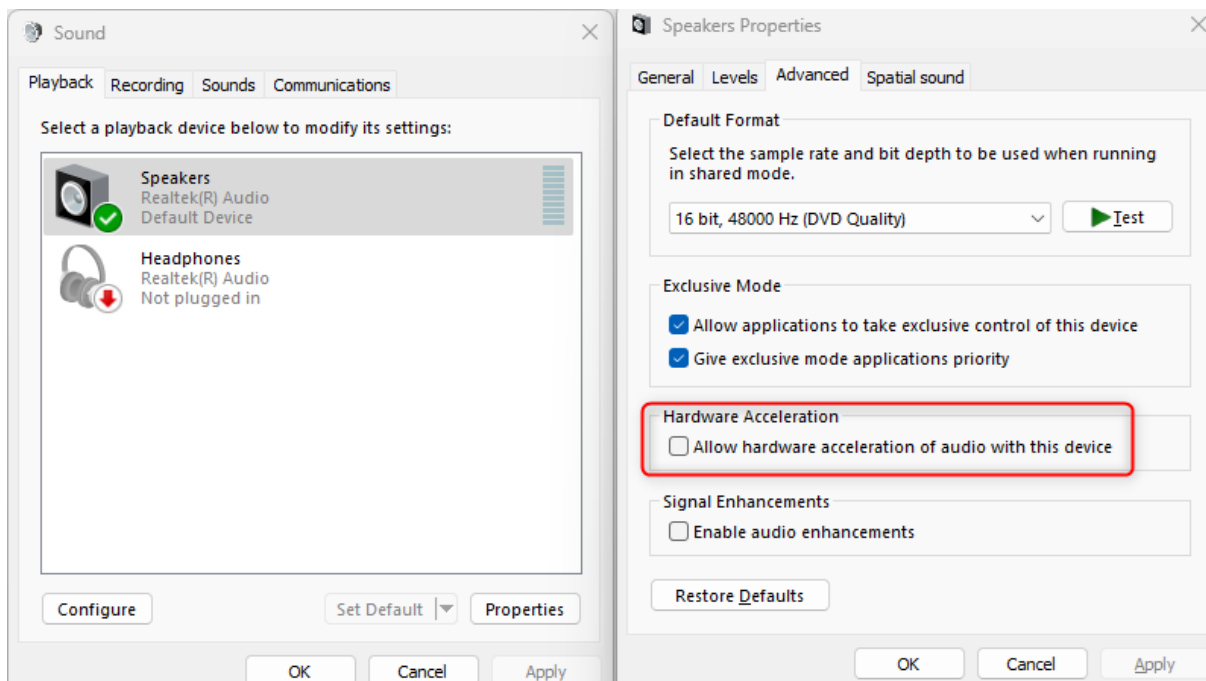 Sound
Playback
Recording
Sounds
Communications
Select a playback device below to modify its settings:
Speakers
Realtek(R) Audio
Default Device
Headphones
Realtek(R) Audio
Not plugged in
Configure
Set Default
Properties
OK
Cancel
Apply
Speakers Properties
General
Levels
Advanced
Spatial sound
Default Format
Select the sample rate and bit depth to be used when running
in shared mode.
16 bit, 48000 Hz (DVD Quality)
Test
Exclusive Mode
Allow applications to take exclusive control of this device
Give exclusive mode applications priority
Hardware Acceleration
Allow hardware acceleration of audio with this device
Signal Enhancements
Enable audio enhancements
Restore Defaults
OK
Cancel
Apply